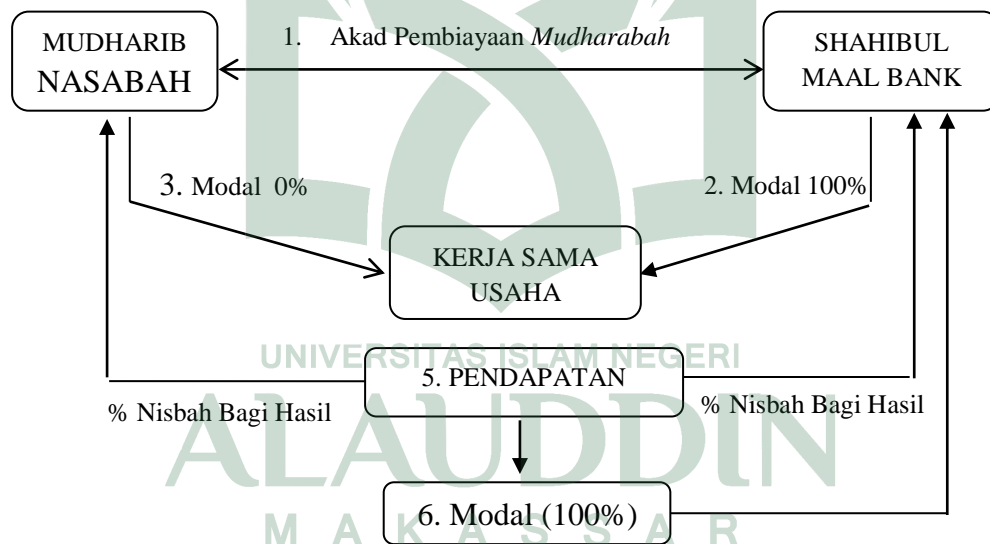 1. Akad Pembiayaan Mudharabah
MUDHARIB
NASABAH
SHAHIBUL
MAAL BANK
3. Modal 0%
2. Modal 100%
KERJA SAMA
USAHA
UNIVERSITAS ISLAM NEGERI
5. PENDAPATAN
% Nisbah Bagi Hasil
% Nisbah Bagi Hasil
ALAUDDIN
6. Modal (100%)
MAKASSAR